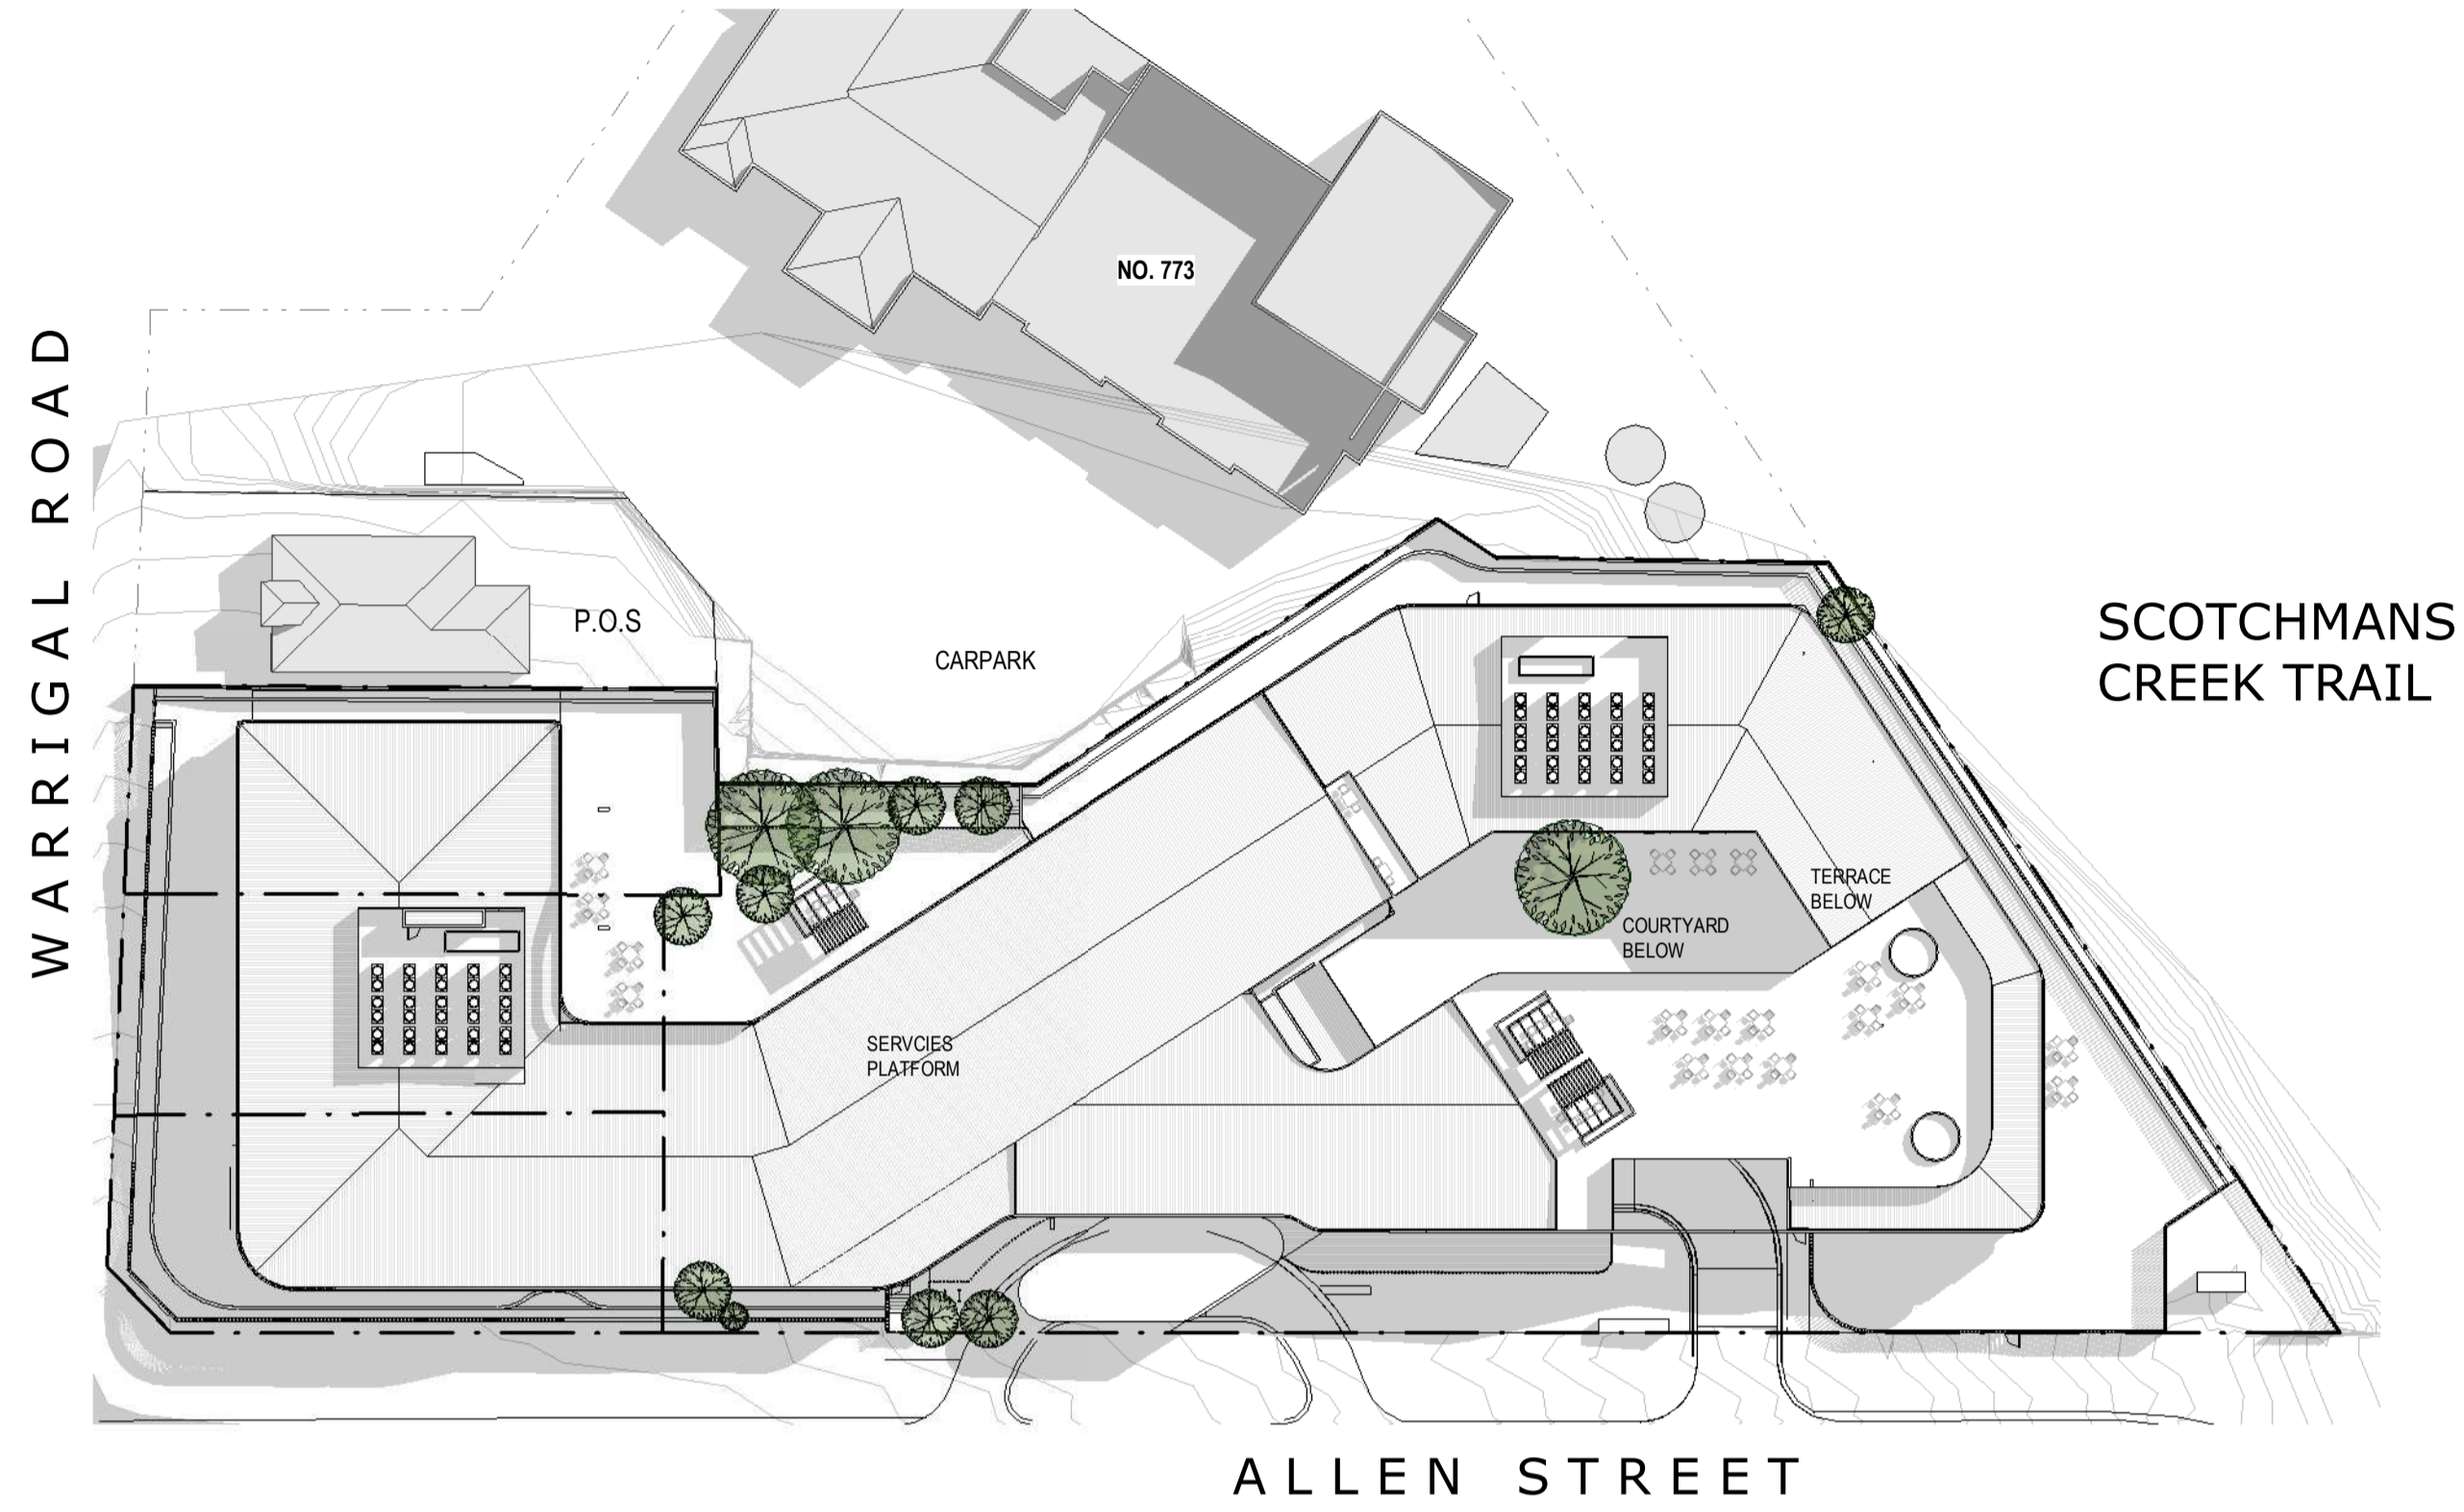 NO. 773
WARRIGAL ROAD
P.O.S
CARPARK
SCOTCHMANS
CREEK TRAIL
TERRACE
BELOW
COURTYARD
BELOW
SERVCIES
PLATFORM
ALLEN STREET